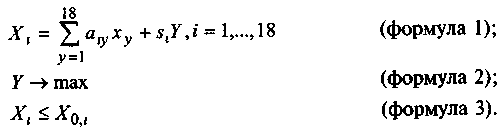 X_i = \sum_{y=1}^{18} a_{iy} x_y + s_i Y, i = 1,...,18 (формула 1);
Y → max (формула 2);
X_i ≤ X_{0,i} (формула 3).